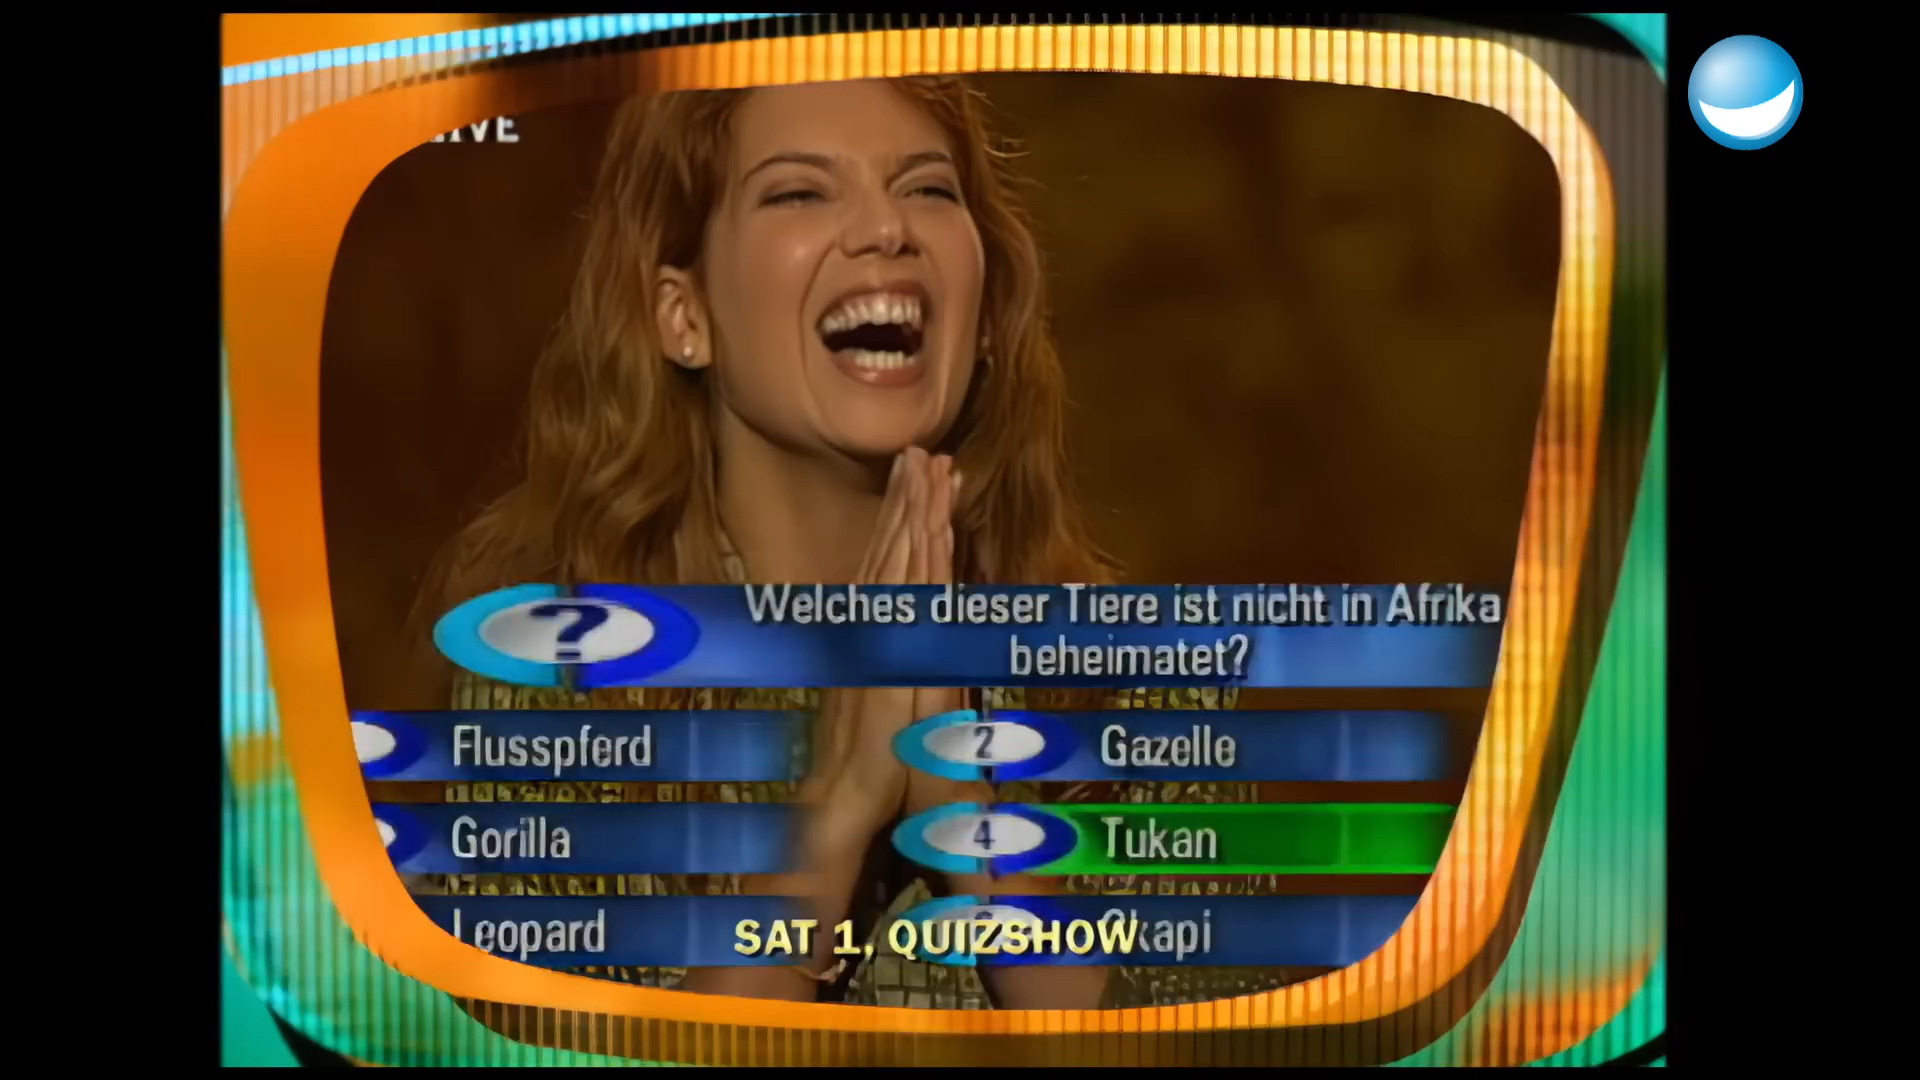 LIVE
?
Welches dieser Tiere ist nicht in Afrika
beheimatet?
Flusspferd
2 Gazelle
Gorilla
4 Tukan
Leopard
Okapi
SAT 1, QUIZSHOW